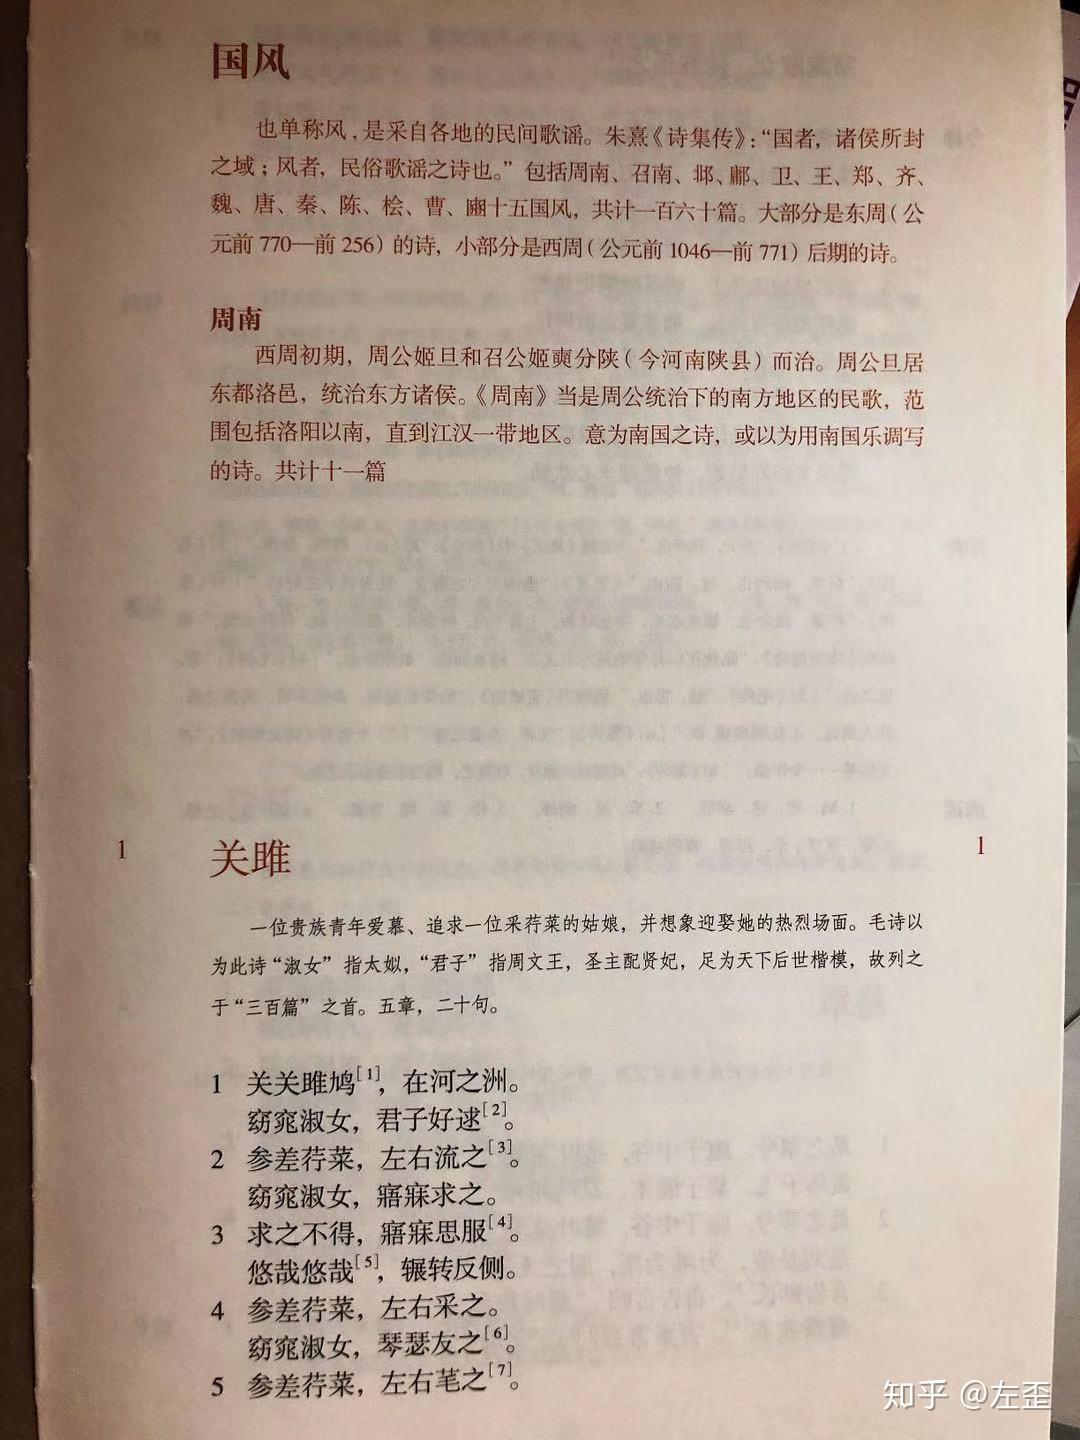 国风
也单称风，是采自各地的民间歌谣。朱熹《诗集传》：“国者，诸侯所封
之域；风者，民俗歌谣之诗也。”包括周南、召南、邶、鄘、卫、王、郑、齐、
魏、唐、秦、陈、桧、曹、豳十五国风，共计一百六十篇。大部分是东周（公
元前 770—前 256）的诗，小部分是西周（公元前 1046—前 771）后期的诗。
周南
西周初期，周公姬旦和召公姬奭分陕（今河南陕县）而治。周公旦居
东都洛邑，统治东方诸侯。《周南》当是周公统治下的南方地区的民歌，范
围包括洛阳以南，直到江汉一带地区。意为南国之诗，或以为用南国乐调写
的诗。共计十一篇
1 关雎 1
一位贵族青年爱慕、追求一位采荇菜的姑娘，并想象迎娶她的热烈场面。毛诗以
为此诗“淑女”指太姒，“君子”指周文王，圣主配贤妃，足为天下后世楷模，故列之
于“三百篇”之首。五章，二十句。
1 关关雎鸠[1]，在河之洲。
窈窕淑女，君子好逑[2]。
2 参差荇菜，左右流之[3]。
窈窕淑女，寤寐求之。
3 求之不得，寤寐思服[4]。
悠哉悠哉[5]，辗转反侧。
4 参差荇菜，左右采之。
窈窕淑女，琴瑟友之[6]。
5 参差荇菜，左右芼之[7]。
知乎 @左歪